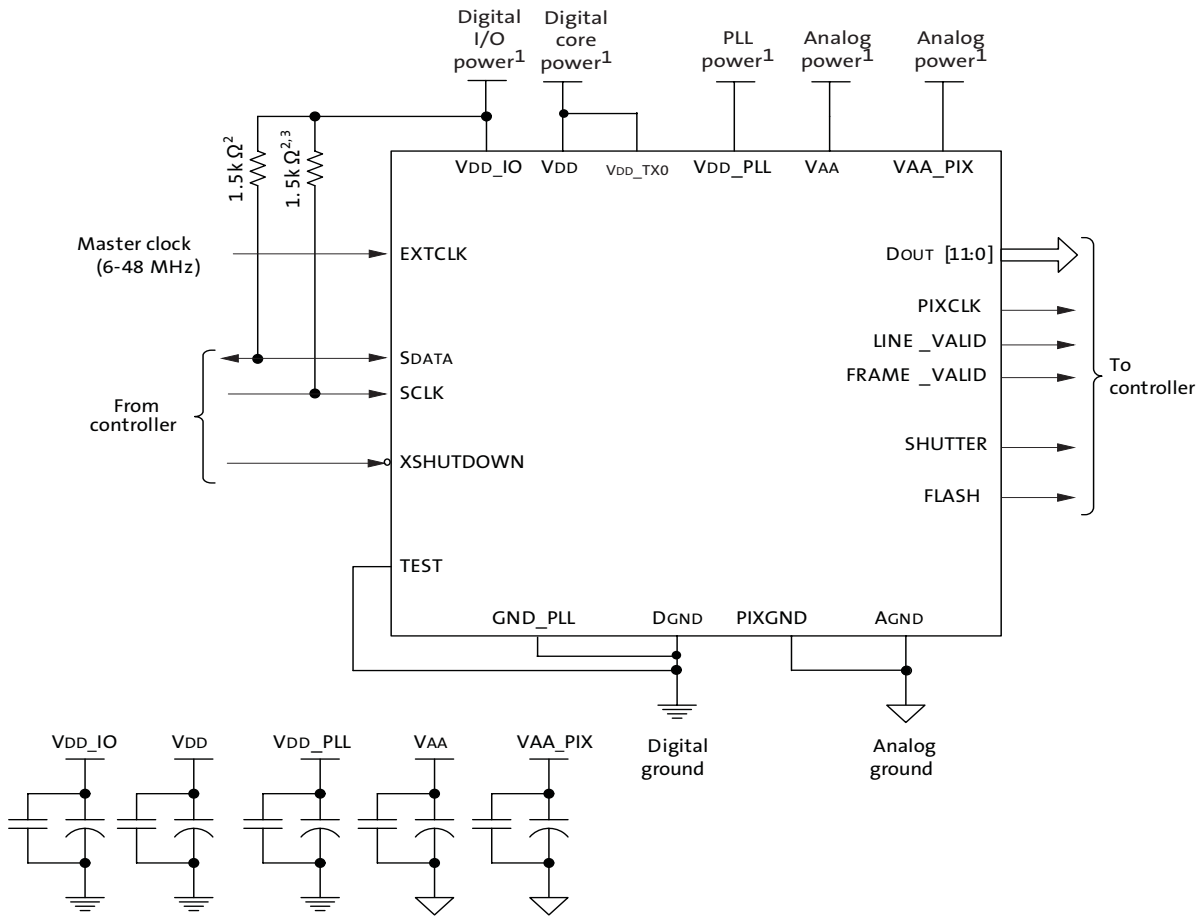 Digital
I/O
power1
Digital
core
power1
PLL
power1
Analog
power1
Analog
power1
1.5kΩ2
1.5kΩ2,3
VDD_IO
VDD
VDD_TX0
VDD_PLL
VAA
VAA_PIX
Master clock
(6-48 MHz)
EXTCLK
SDATA
SCLK
From
controller
XSHUTDOWN
TEST
DOUT [11:0]
PIXCLK
LINE _VALID
FRAME _VALID
To
controller
SHUTTER
FLASH
GND_PLL
DGND
PIXGND
AGND
Digital
ground
Analog
ground
VDD_IO
VDD
VDD_PLL
VAA
VAA_PIX